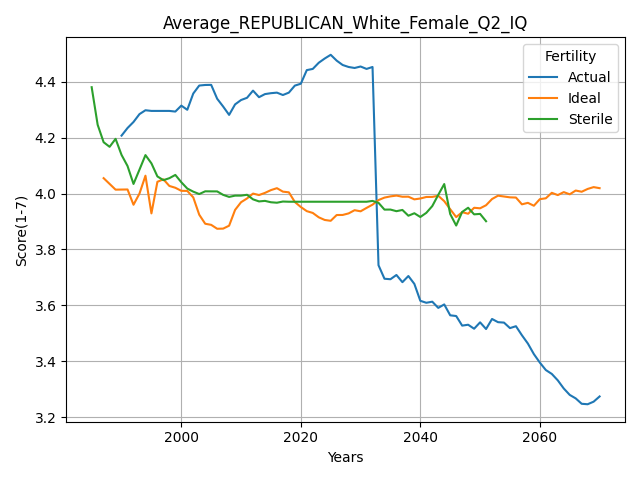 Average_REPUBLICAN_White_Female_Q2_IQ
Fertility
Actual
Ideal
Sterile
Score(1-7)
4.4
4.2
4.0
3.8
3.6
3.4
3.2
2000
2020
2040
2060
Years